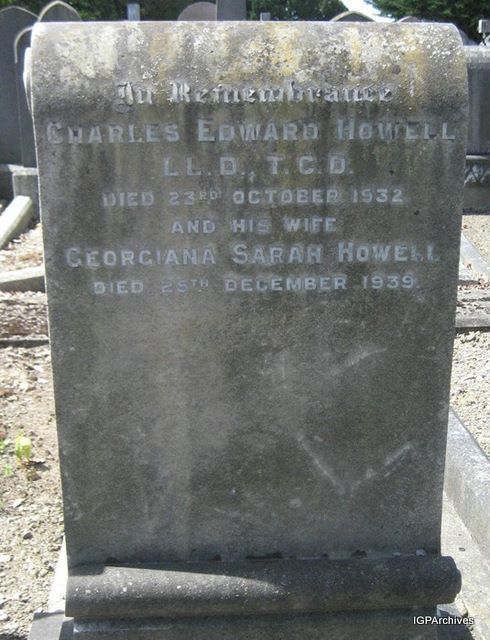 In Remembrance
CHARLES EDWARD HOWELL
LL.D., T.C.D.
DIED 23RD OCTOBER 1932
AND HIS WIFE
GEORGIANA SARAH HOWELL
DIED 25TH DECEMBER 1939.
IGPArchives